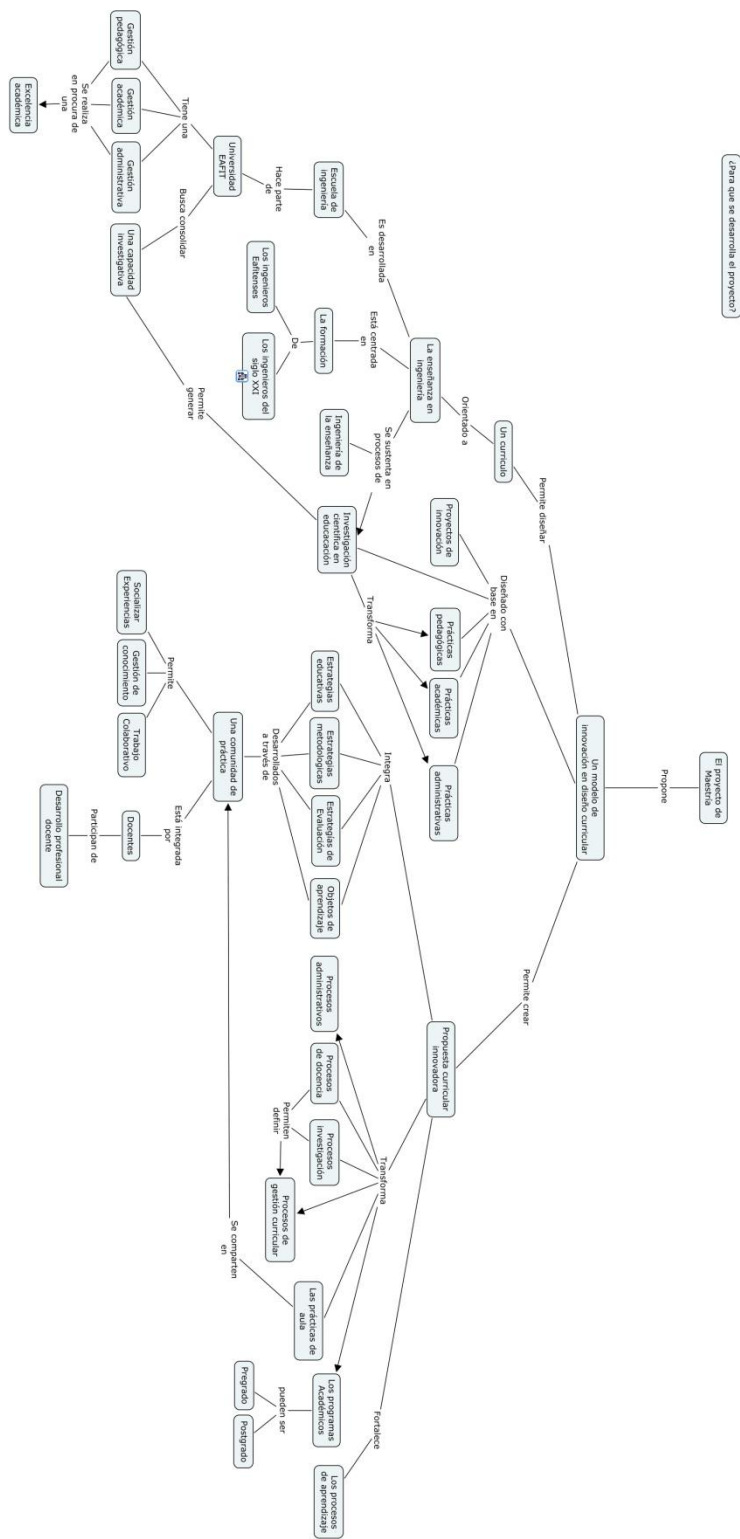 ¿Para que se desarrolla el proyecto?
El proyecto de
Maestría
Propone
Un modelo de
innovación en diseño curricular
Permite diseñar
Permite crear
Un curriculo
Orientado a
La enseñanza en
ingeniería
Es desarrollada
en
Escuela de
ingeniería
Hace parte
de
Universidad
EAFIT
Tiene una
Gestión
pedagógica
Gestión
académica
Gestión
administrativa
Se realiza
en procura de
una
Excelencia
académica
Busca consolidar
Una capacidad
investigativa
Permite
generar
Está centrada
en
La formación
De
Los ingenieros
Eafitenses
Los ingenieros del
siglo XXI
Se sustenta en
procesos de
Ingeniería de
la enseñanza
Investigación
científica en
educacación
Diseñado con
base en
Proyectos de
innovación
Prácticas
pedagógicas
Prácticas
académicas
Prácticas
administrativas
Transforma
Propuesta curricular
innovadora
Integra
Estrategias
educativas
Estrategias
metodologicas
Estrategias de
Evaluación
Objetos de
aprendizaje
Desarrollados
a través de
Una comunidad de
práctica
Permite
Socializar
Experiencias
Gestión de
conocimiento
Trabajo
Colaborativo
Está integrada
por
Docentes
Participan de
Desarrollo profesional
docente
Transforma
Procesos
administrativos
Procesos
de docencia
Procesos
investigación
Permiten
definir
Procesos de
gestión curricular
Las prácticas de
aula
Se comparten
en
Los programas
Académicos
pueden ser
Pregrado
Postgrado
Fortalece
Los procesos
de aprendizaje